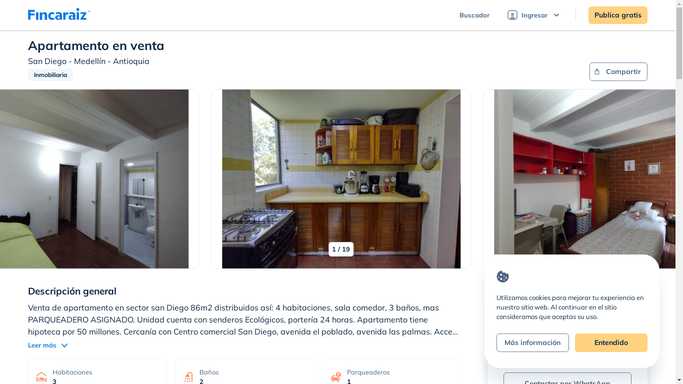 Fincaraiz
Buscador
Ingresar
Publica gratis
Apartamento en venta
San Diego - Medellín - Antioquia
Inmobiliaria
Compartir
1 / 19
Descripción general
Venta de apartamento en sector san Diego 86m2 distribuidos así: 4 habitaciones, sala comedor, 3 baños, mas
PARQUEADERO ASIGNADO. Unidad cuenta con senderos Ecológicos, portería 24 horas. Apartamento tiene
hipoteca por 50 millones. Cercanía con Centro comercial San Diego, avenida el poblado, avenida las palmas. Acce...
Leer más
Habitaciones
3
Baños
2
Parqueaderos
1
Utilizamos cookies para mejorar tu experiencia en
nuestro sitio web. Al continuar en el sitio
consideramos que aceptas su uso.
Más información
Entendido
Contactar por WhatsApp